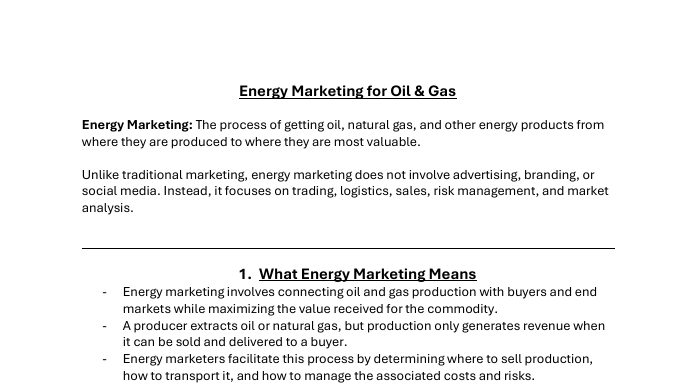 Energy Marketing for Oil & Gas
Energy Marketing: The process of getting oil, natural gas, and other energy products from
where they are produced to where they are most valuable.
Unlike traditional marketing, energy marketing does not involve advertising, branding, or
social media. Instead, it focuses on trading, logistics, sales, risk management, and market
analysis.
1. What Energy Marketing Means
- Energy marketing involves connecting oil and gas production with buyers and end
markets while maximizing the value received for the commodity.
- A producer extracts oil or natural gas, but production only generates revenue when
it can be sold and delivered to a buyer.
- Energy marketers facilitate this process by determining where to sell production,
how to transport it, and how to manage the associated costs and risks.